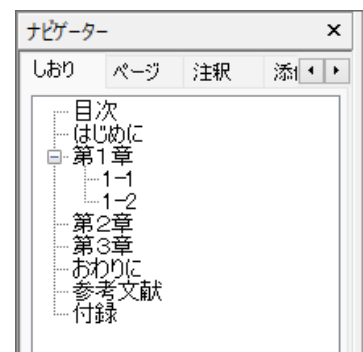 ナビゲーター ×
しおり ページ 注釈 添付
目次
はじめに
第1章
1-1
1-2
第2章
第3章
おわりに
参考文献
付録